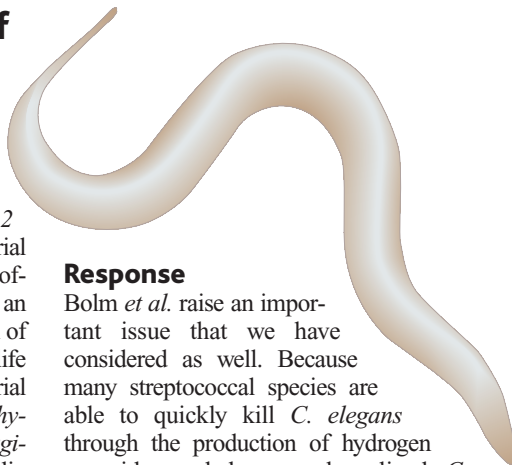 f
2
rial
of-
an
of
life
rial
hy-
gi-
Response
Bolm et al. raise an impor-
tant issue that we have
considered as well. Because
many streptococcal species are
able to quickly kill C. elegans
through the production of hydrogen